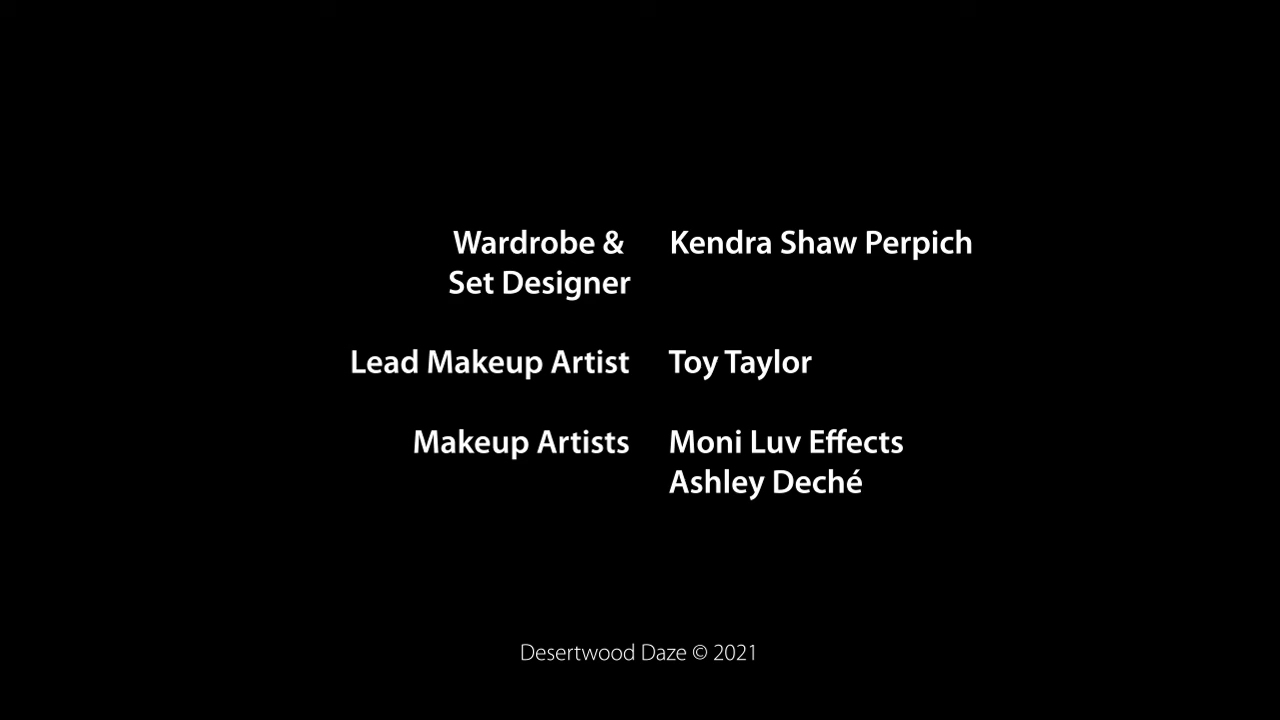 Wardrobe & Kendra Shaw Perpich
Set Designer
Lead Makeup Artist Toy Taylor
Makeup Artists Moni Luv Effects
Ashley Deché
Desertwood Daze © 2021